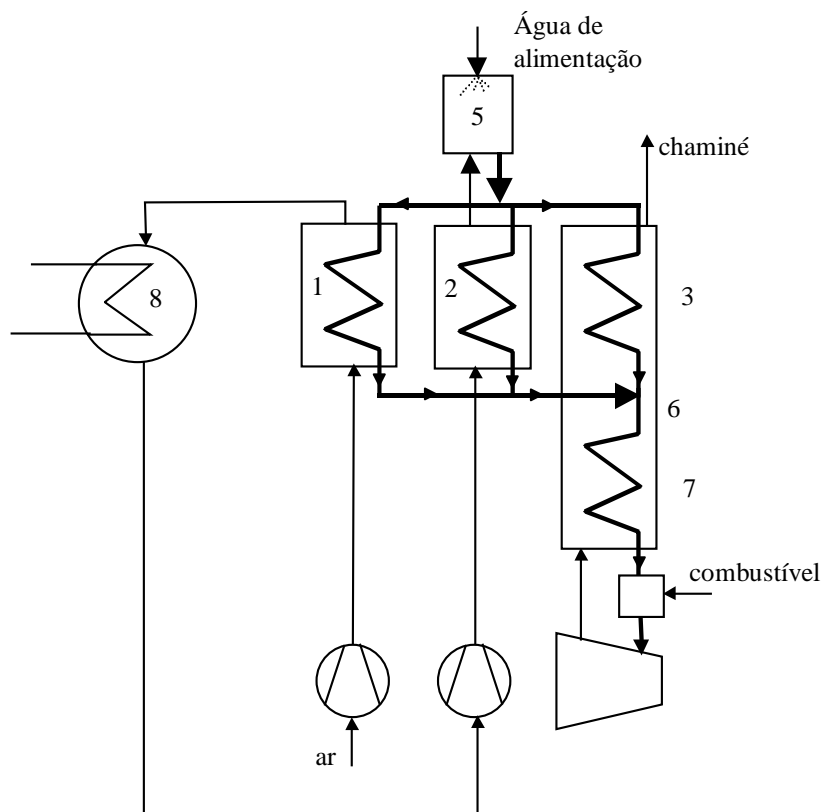 Água de
alimentação
5
chaminé
1
2
3
8
6
7
combustível
ar